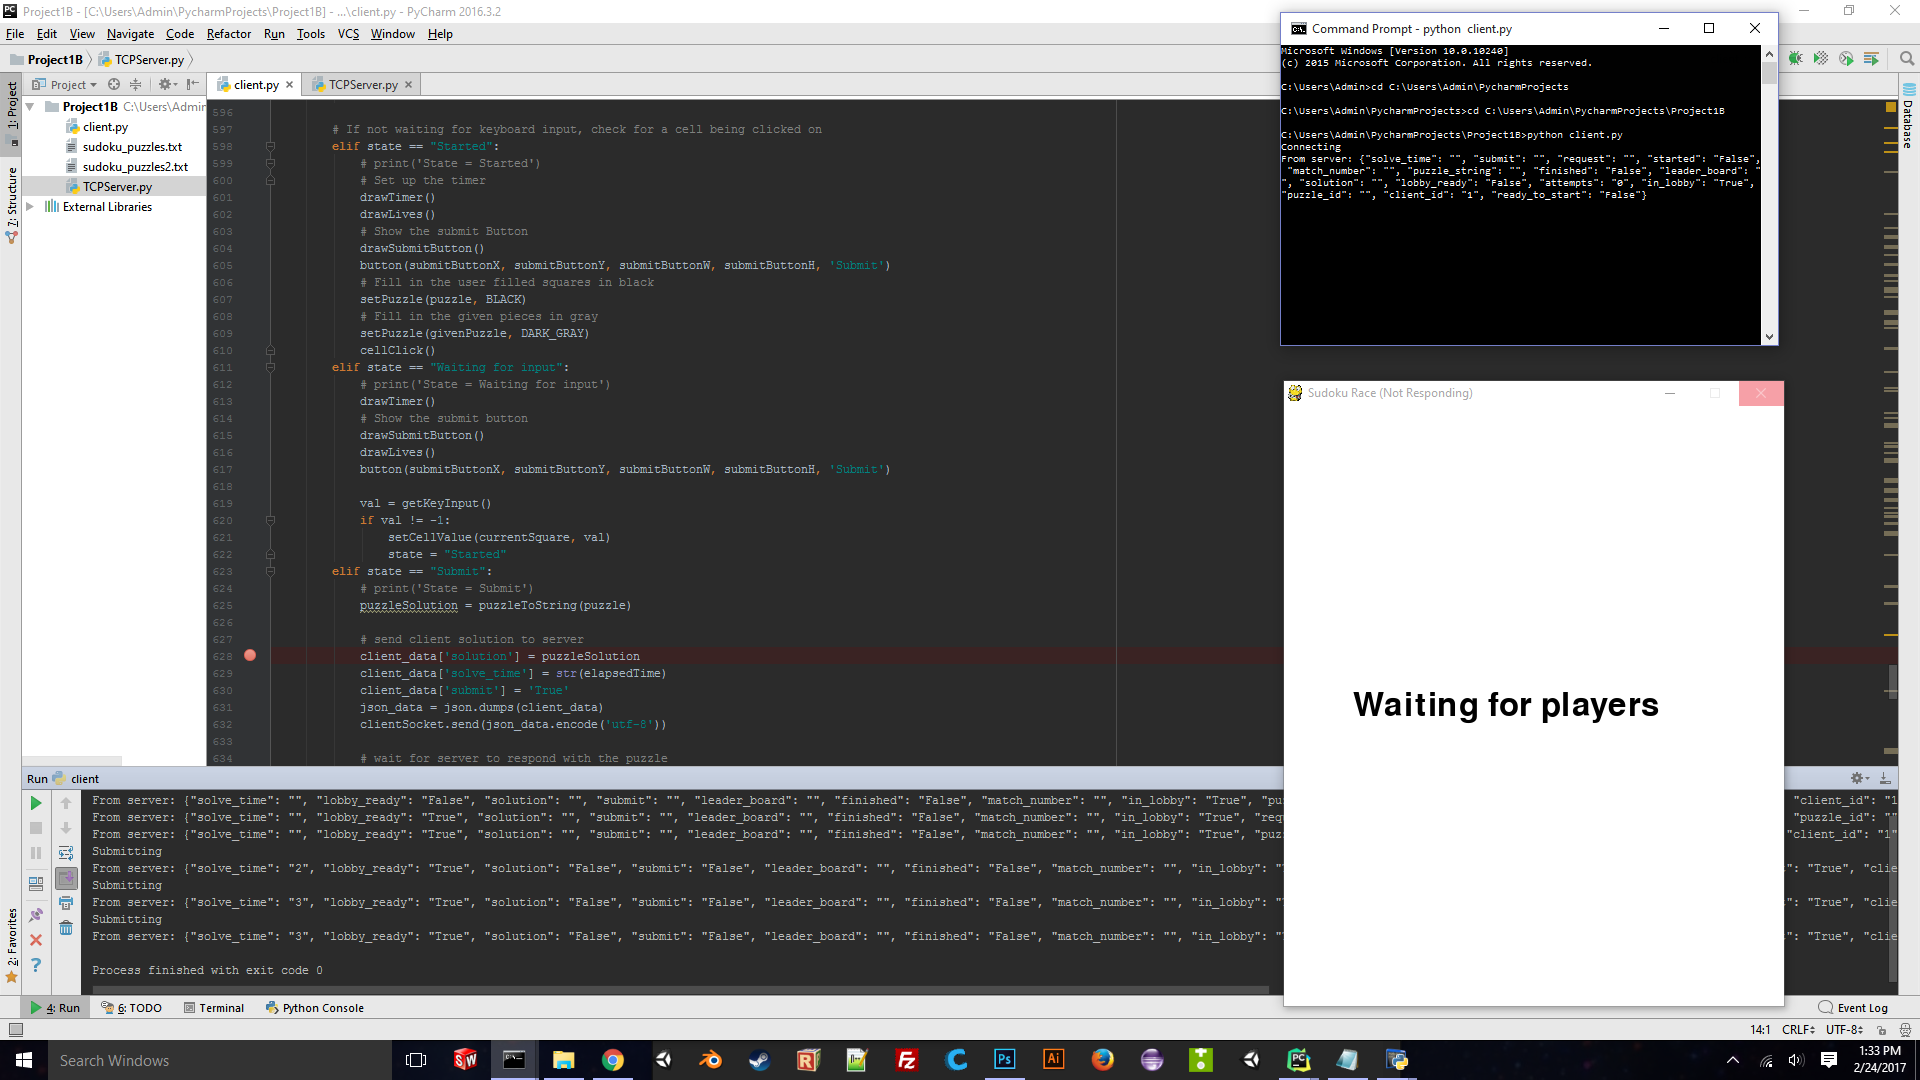 Project1B - [C:\Users\Admin\PycharmProjects\Project1B] - ...\client.py - PyCharm 2016.3.2
File Edit View Navigate Code Refactor Run Tools VCS Window Help
Project1B TCPServer.py
Project
client.py TCPServer.py
1: Project
7: Structure
2: Favorites
Database
Project1B C:\Users\Admin
client.py
sudoku_puzzles.txt
sudoku_puzzles2.txt
TCPServer.py
External Libraries
596
597 # If not waiting for keyboard input, check for a cell being clicked on
598 elif state == "Started":
599 # print('State = Started')
600 # Set up the timer
601 drawTimer()
602 drawLives()
603 # Show the submit Button
604 drawSubmitButton()
605 button(submitButtonX, submitButtonY, submitButtonW, submitButtonH, 'Submit')
606 # Fill in the user filled squares in black
607 setPuzzle(puzzle, BLACK)
608 # Fill in the given pieces in gray
609 setPuzzle(givenPuzzle, DARK_GRAY)
610 cellClick()
611 elif state == "Waiting for input":
612 # print('State = Waiting for input')
613 drawTimer()
614 # Show the submit button
615 drawSubmitButton()
616 drawLives()
617 button(submitButtonX, submitButtonY, submitButtonW, submitButtonH, 'Submit')
618
619 val = getKeyInput()
620 if val != -1:
621 setCellValue(currentSquare, val)
622 state = "Started"
623 elif state == "Submit":
624 # print('State = Submit')
625 puzzleSolution = puzzleToString(puzzle)
626
627 # send client solution to server
628 client_data['solution'] = puzzleSolution
629 client_data['solve_time'] = str(elapsedTime)
630 client_data['submit'] = 'True'
631 json_data = json.dumps(client_data)
632 clientSocket.send(json_data.encode('utf-8'))
633
634 # wait for server to respond with the puzzle
Command Prompt - python client.py
Microsoft Windows [Version 10.0.10240]
(c) 2015 Microsoft Corporation. All rights reserved.
C:\Users\Admin>cd C:\Users\Admin\PycharmProjects
C:\Users\Admin\PycharmProjects>cd C:\Users\Admin\PycharmProjects\Project1B
C:\Users\Admin\PycharmProjects\Project1B>python client.py
Connecting
From server: {"solve_time": "", "submit": "", "request": "", "started": "False",
"match_number": "", "puzzle_string": "", "finished": "False", "leader_board": "
", "solution": "", "lobby_ready": "False", "attempts": "0", "in_lobby": "True",
"puzzle_id": "", "client_id": "1", "ready_to_start": "False"}
Sudoku Race (Not Responding)
Waiting for players
Run client
From server: {"solve_time": "", "lobby_ready": "False", "solution": "", "submit": "", "leader_board": "", "finished": "False", "match_number": "", "in_lobby": "True", "pu "client_id": "1
From server: {"solve_time": "", "lobby_ready": "True", "solution": "", "submit": "", "leader_board": "", "finished": "False", "match_number": "", "in_lobby": "True", "req "puzzle_id": ""
From server: {"solve_time": "", "lobby_ready": "True", "solution": "", "submit": "", "leader_board": "", "finished": "False", "match_number": "", "in_lobby": "True", "puz "client_id": "1"
Submitting
From server: {"solve_time": "2", "lobby_ready": "True", "solution": "False", "submit": "False", "leader_board": "", "finished": "False", "match_number": "", "in_lobby": " ": "True", "clie
Submitting
From server: {"solve_time": "3", "lobby_ready": "True", "solution": "False", "submit": "False", "leader_board": "", "finished": "False", "match_number": "", "in_lobby": " ": "True", "clie
Submitting
From server: {"solve_time": "3", "lobby_ready": "True", "solution": "False", "submit": "False", "leader_board": "", "finished": "False", "match_number": "", "in_lobby": " ": "True", "clie
Process finished with exit code 0
4: Run 6: TODO Terminal Python Console Event Log
14:1 CRLF UTF-8
Search Windows
1:33 PM
2/24/2017